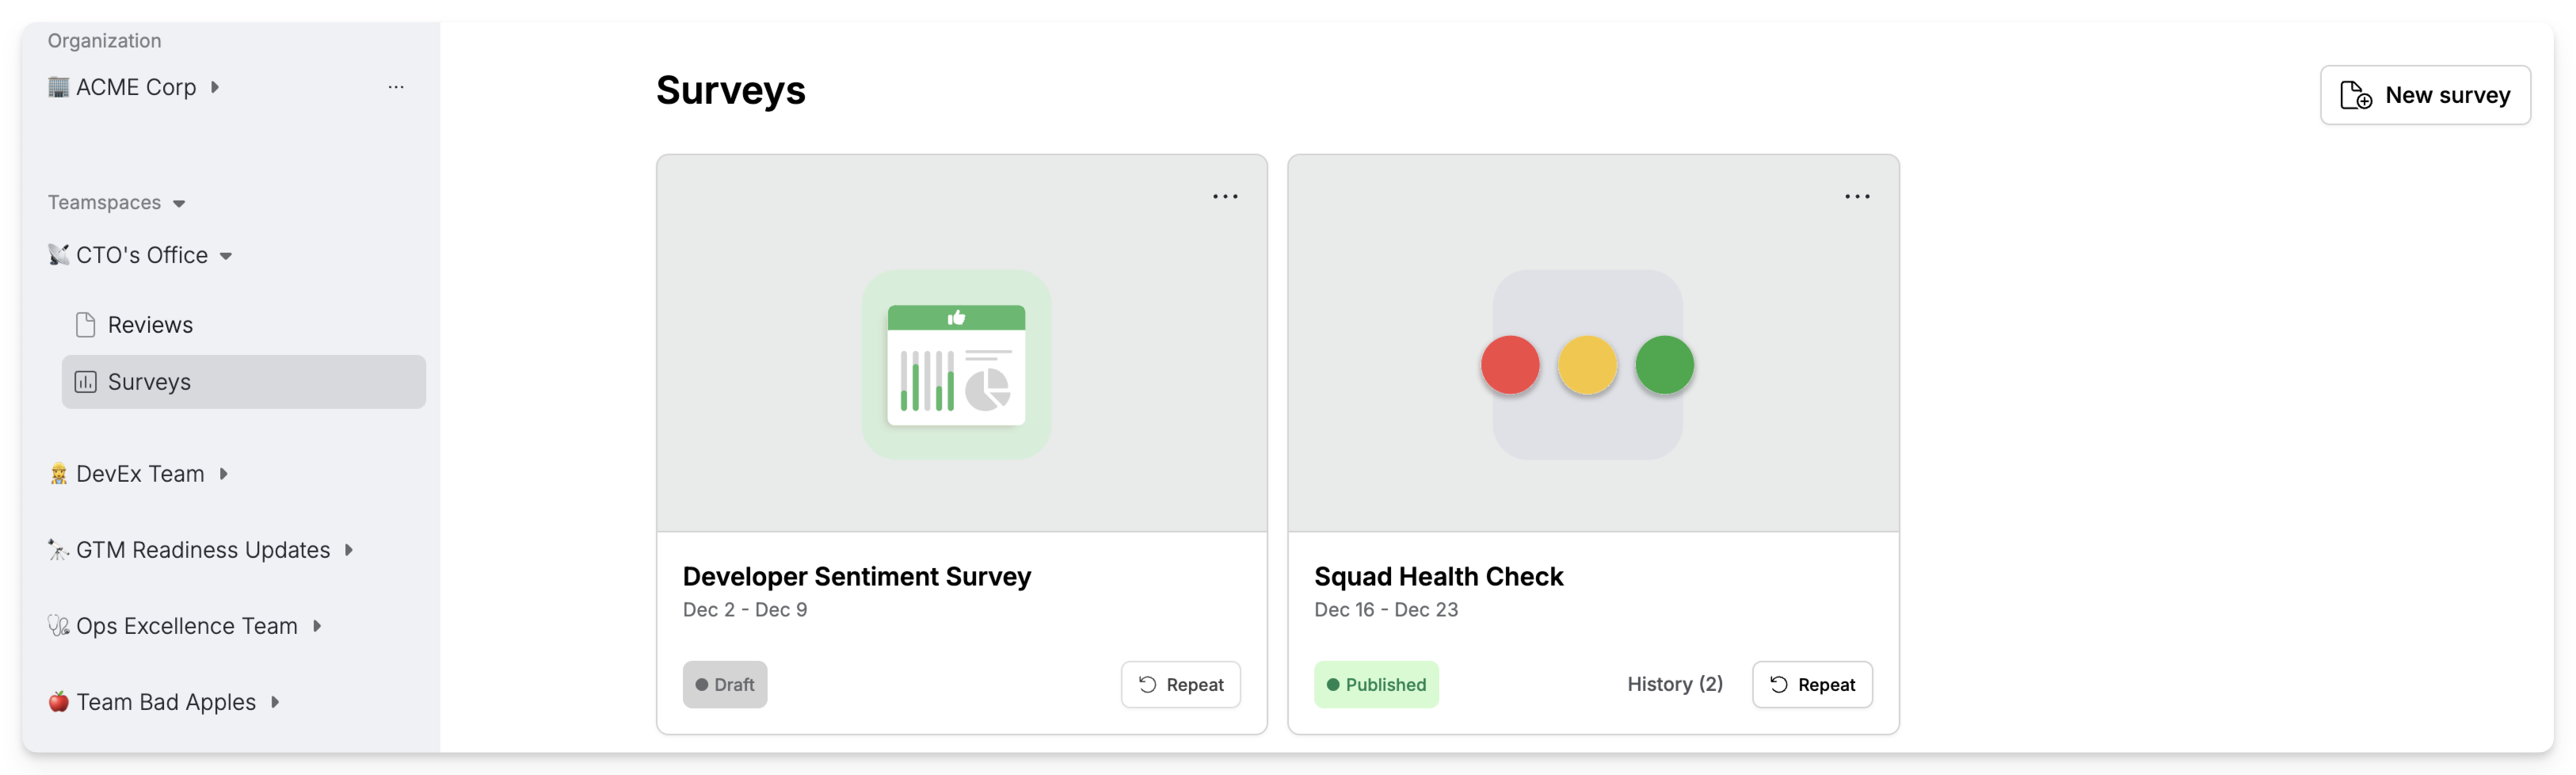 Organization
ACME Corp
Teamspaces
CTO's Office
Reviews
Surveys
DevEx Team
GTM Readiness Updates
Ops Excellence Team
Team Bad Apples
Surveys
New survey
Developer Sentiment Survey
Dec 2 - Dec 9
Draft
Repeat
Squad Health Check
Dec 16 - Dec 23
Published
History (2)
Repeat